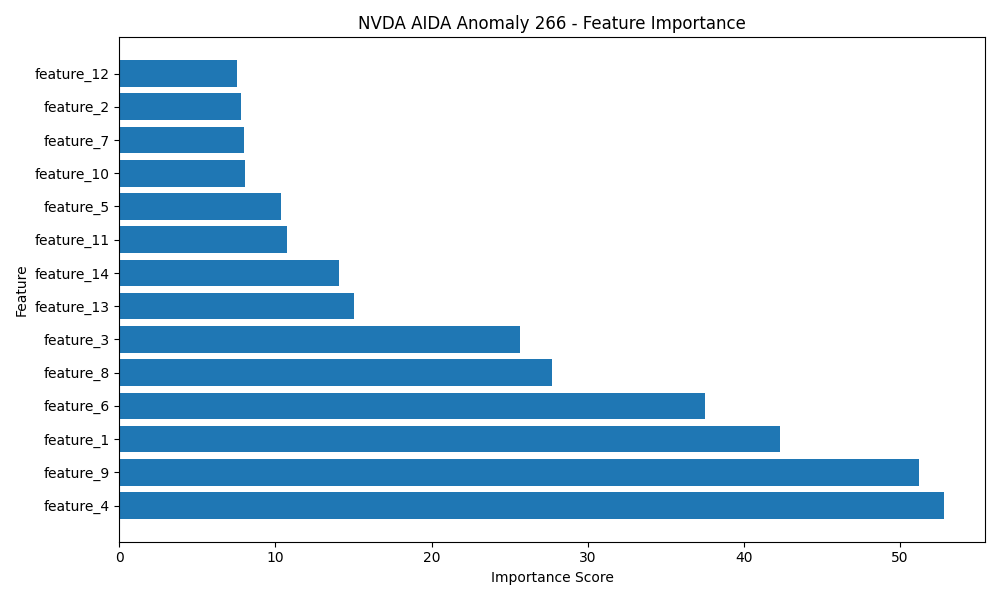 NVDA AIDA Anomaly 266 - Feature Importance
feature_12
feature_2
feature_7
feature_10
feature_5
feature_11
feature_14
feature_13
feature_3
feature_8
feature_6
feature_1
feature_9
feature_4
Feature
0 10 20 30 40 50
Importance Score